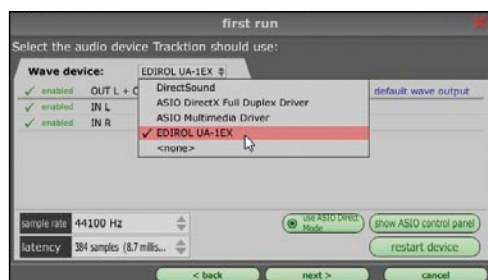 first run
Select the audio device Tracktion should use:
Wave device: EDIROL UA-1EX
DirectSound
ASIO DirectX Full Duplex Driver
ASIO Multimedia Driver
✓ EDIROL UA-1EX
<none>
✓ enabled OUT L + default wave output
✓ enabled IN L
✓ enabled IN R
sample rate 44100 Hz
use ASIO Direct Mode
show ASIO control panel
latency 384 samples (8.7 millis...
restart device
< back
next >
cancel